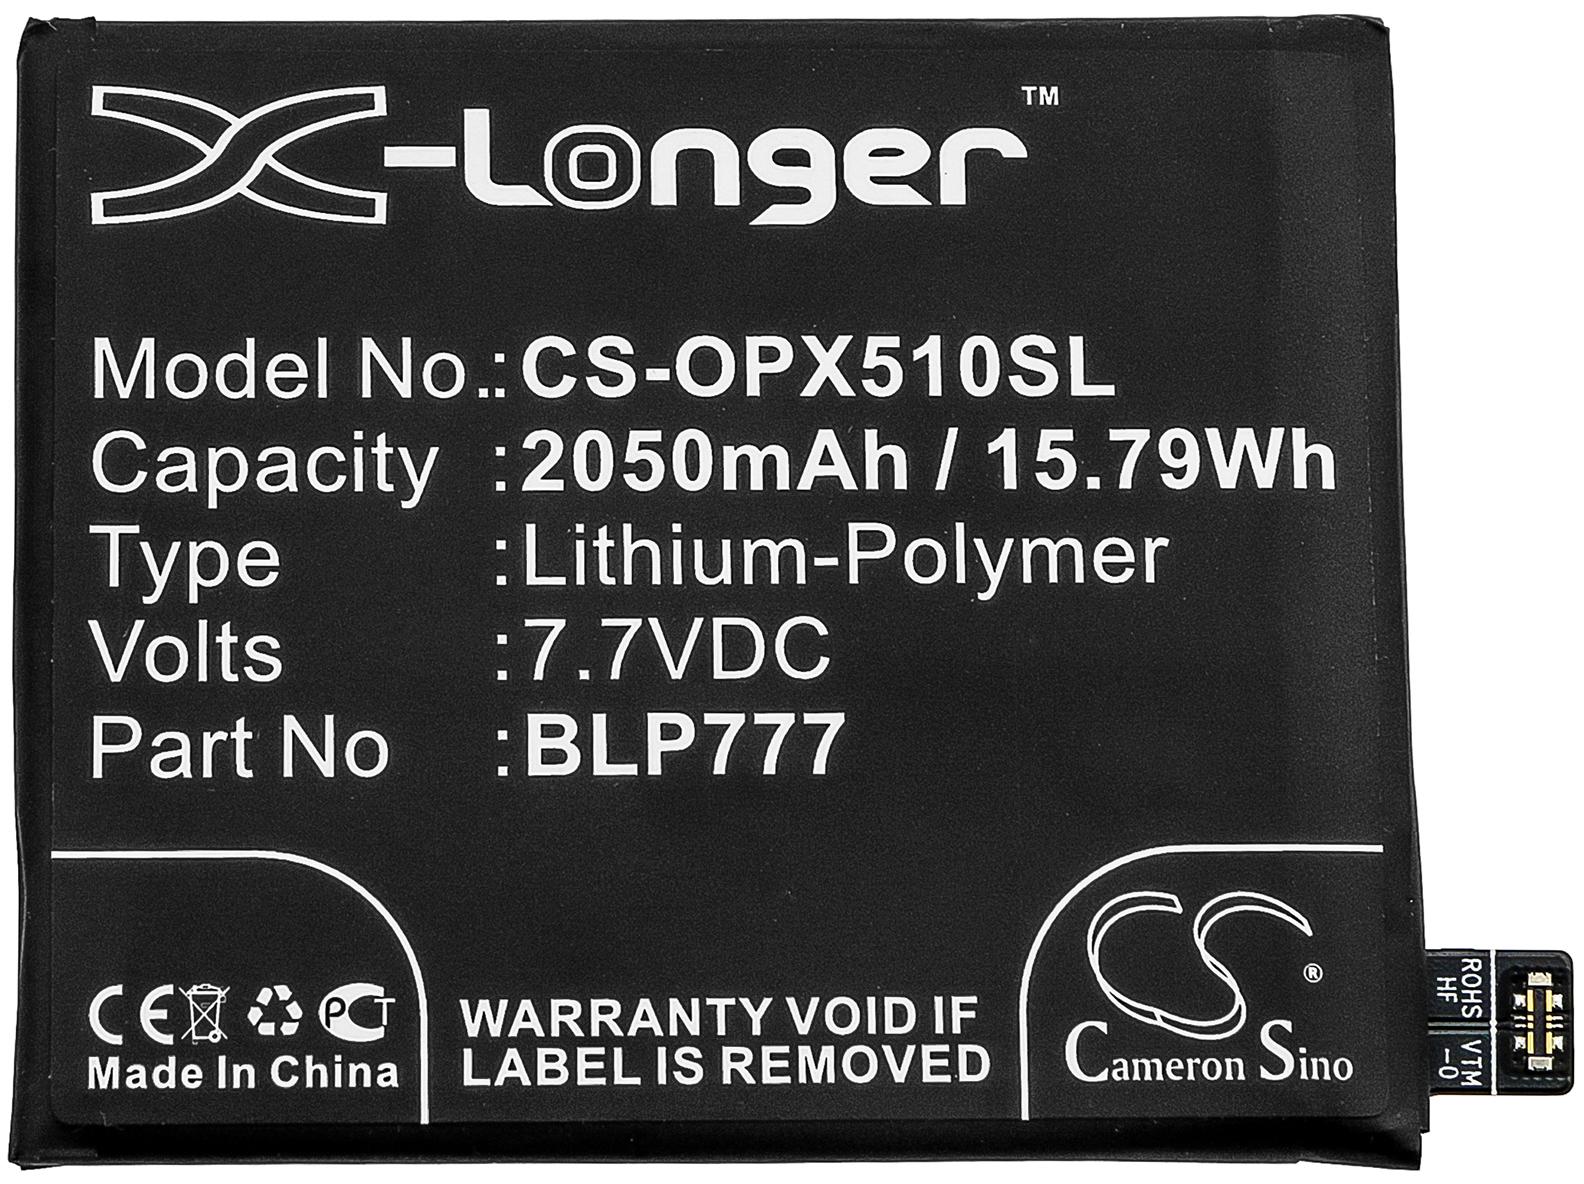 X-Longer™
Model No.: CS-OPX510SL
Capacity : 2050mAh / 15.79Wh
Type : Lithium-Polymer
Volts : 7.7VDC
Part No : BLP777
CE PCT
Made In China
WARRANTY VOID IF
LABEL IS REMOVED
CS®
Cameron Sino
ROHS VTM
HF -0